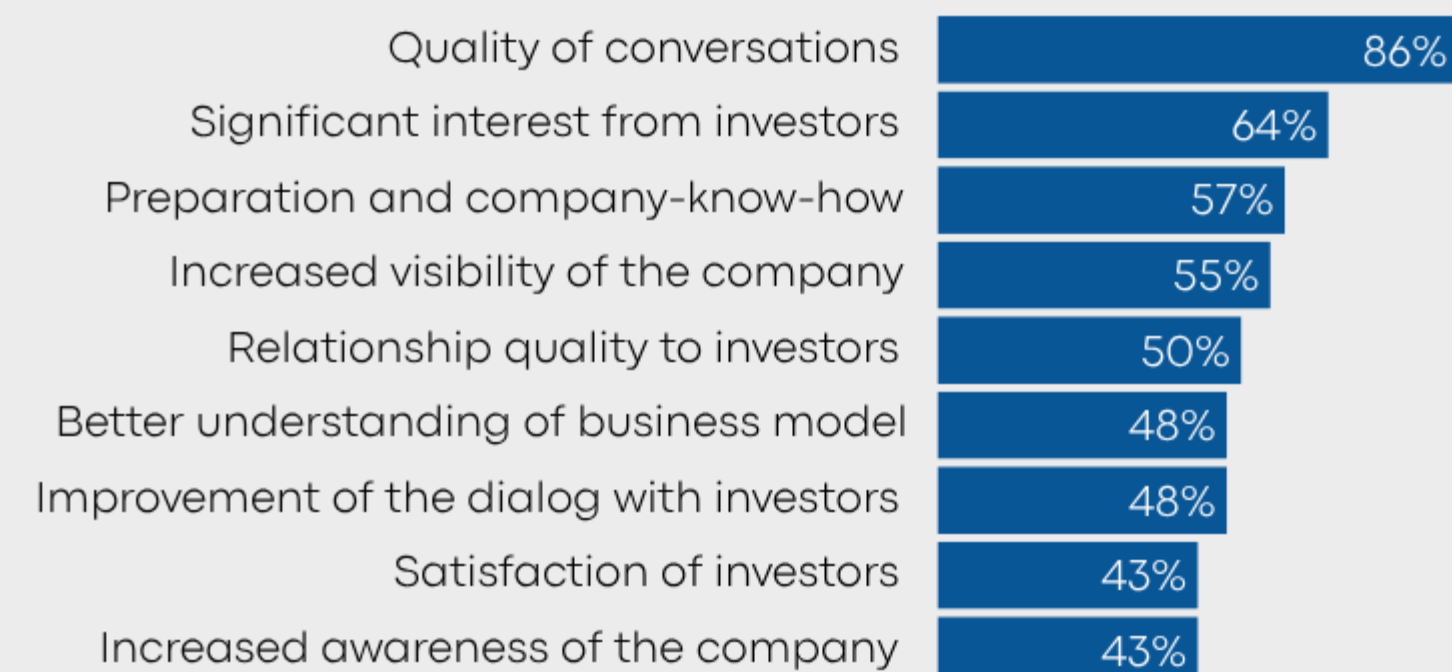 Quality of conversations 86%
Significant interest from investors 64%
Preparation and company-know-how 57%
Increased visibility of the company 55%
Relationship quality to investors 50%
Better understanding of business model 48%
Improvement of the dialog with investors 48%
Satisfaction of investors 43%
Increased awareness of the company 43%